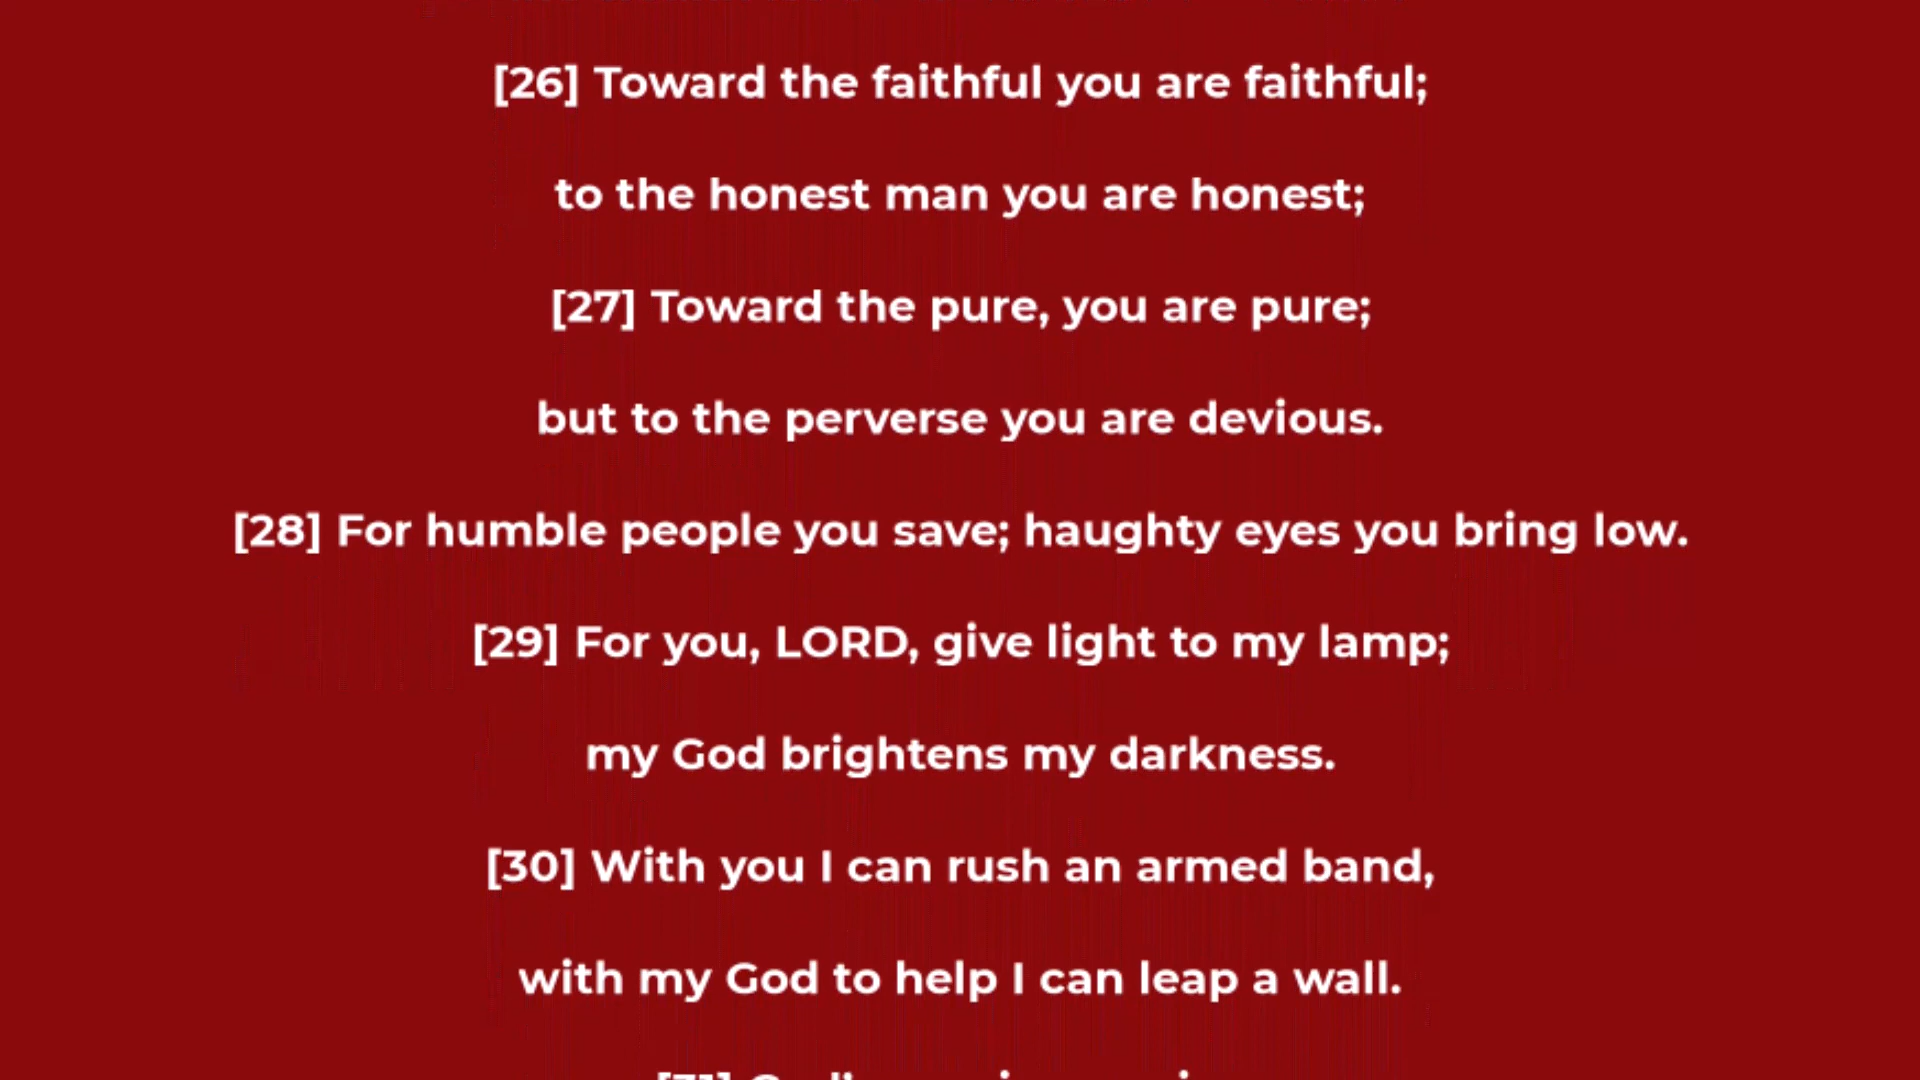 [26] Toward the faithful you are faithful;
to the honest man you are honest;
[27] Toward the pure, you are pure;
but to the perverse you are devious.
[28] For humble people you save; haughty eyes you bring low.
[29] For you, LORD, give light to my lamp;
my God brightens my darkness.
[30] With you I can rush an armed band,
with my God to help I can leap a wall.
[31] God's